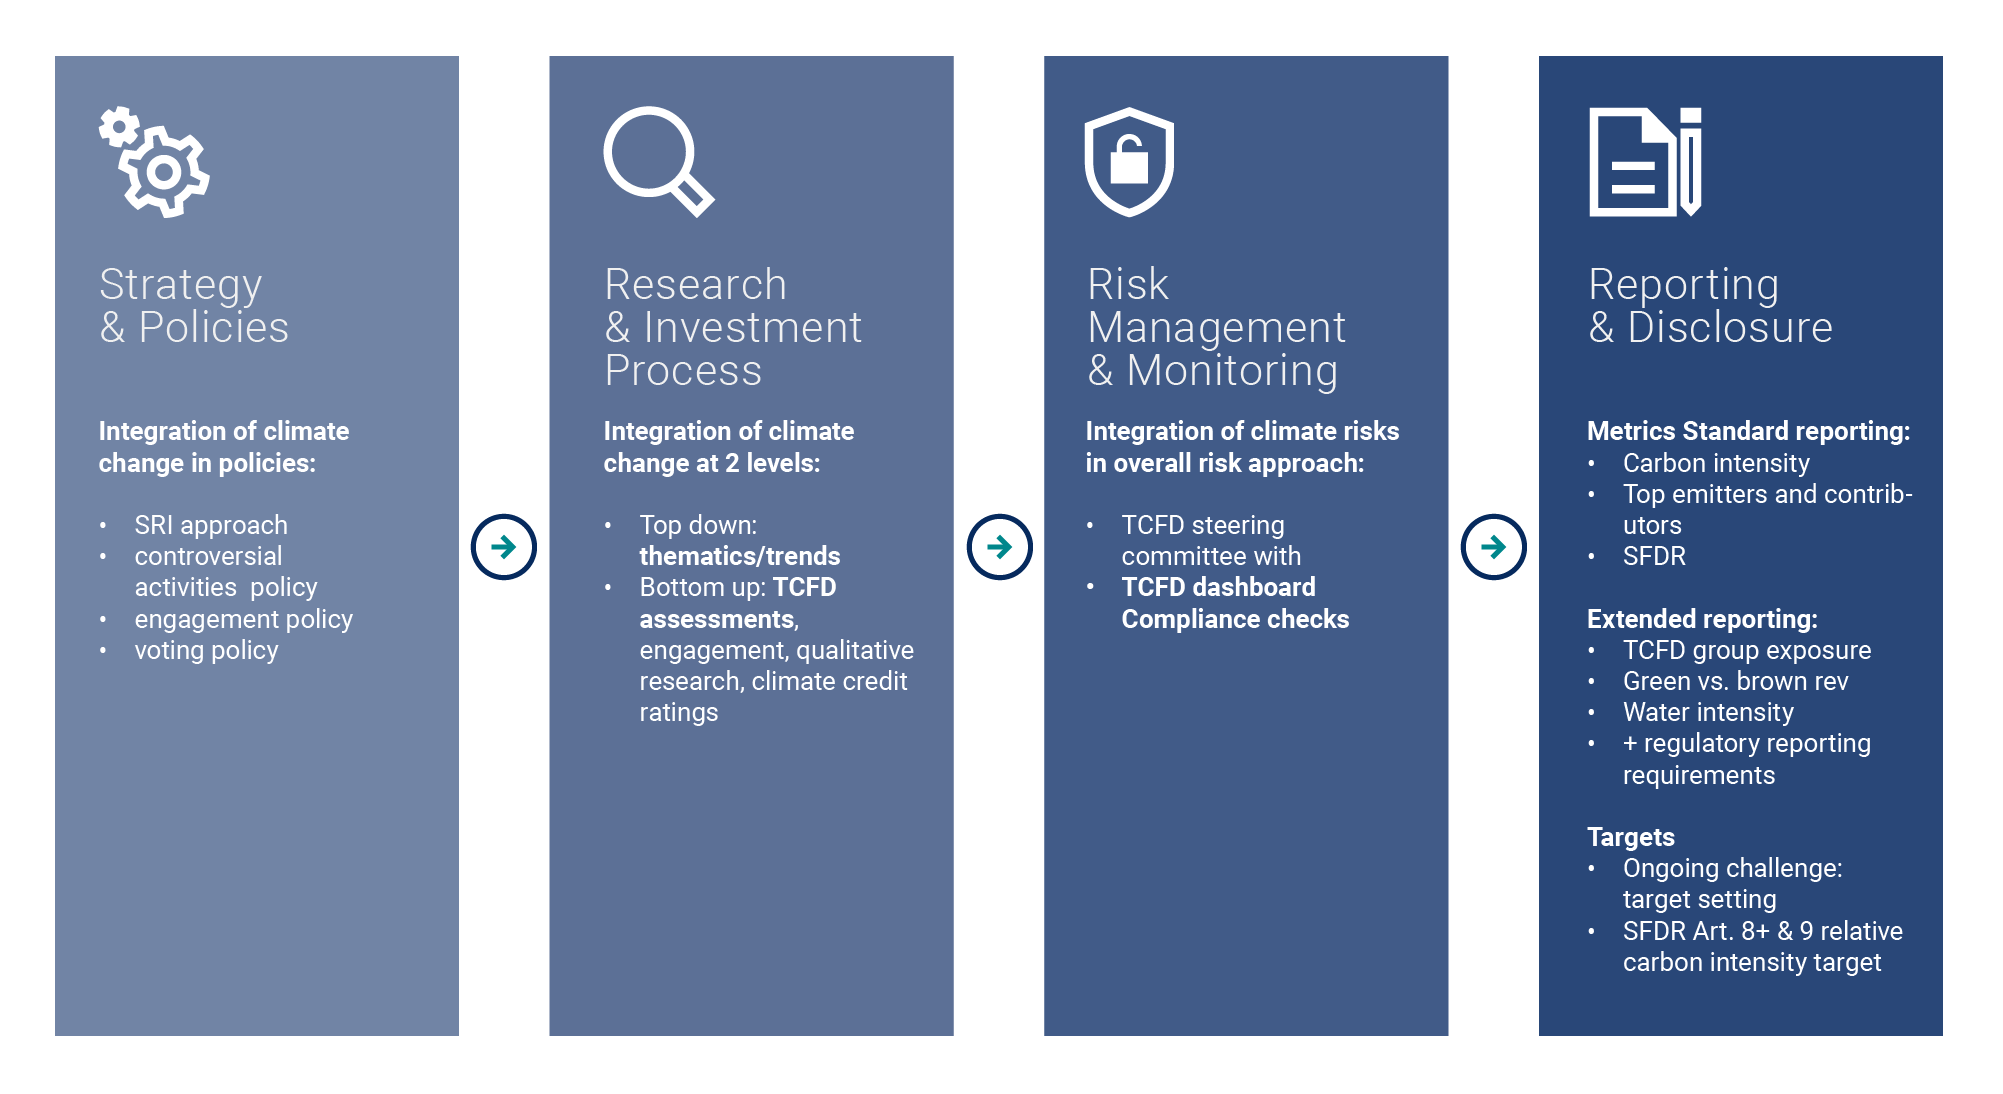 Strategy
& Policies
Integration of climate
change in policies:
• SRI approach
• controversial
activities  policy
• engagement policy
• voting policy
Research
& Investment
Process
Integration of climate
change at 2 levels:
• Top down:
thematics/trends
• Bottom up: TCFD
assessments,
engagement, qualitative
research, climate credit
ratings
Risk
Management
& Monitoring
Integration of climate risks
in overall risk approach:
• TCFD steering
committee with
• TCFD dashboard
Compliance checks
Reporting
& Disclosure
Metrics Standard reporting:
• Carbon intensity
• Top emitters and contrib-
utors
• SFDR
Extended reporting:
• TCFD group exposure
• Green vs. brown rev
• Water intensity
• + regulatory reporting
requirements
Targets
• Ongoing challenge:
target setting
• SFDR Art. 8+ & 9 relative
carbon intensity target